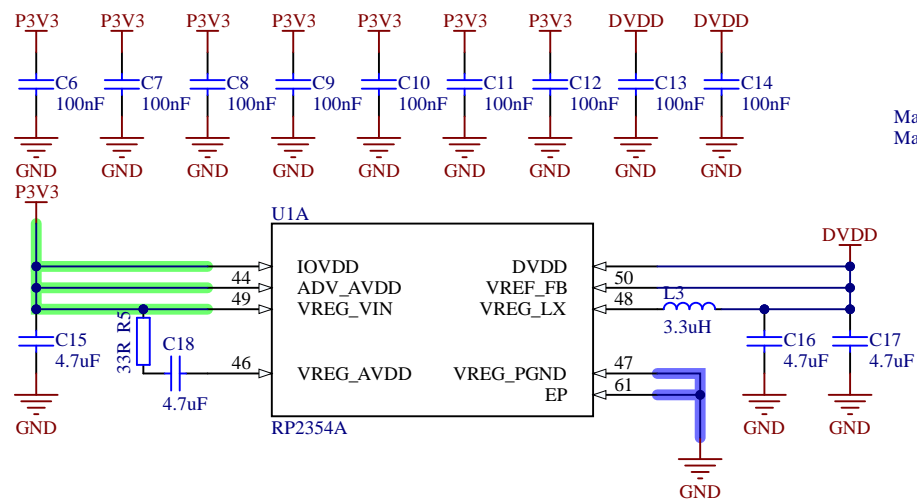 P3V3 P3V3 P3V3 P3V3 P3V3 P3V3 P3V3 DVDD DVDD
C6 C7 C8 C9 C10 C11 C12 C13 C14
100nF 100nF 100nF 100nF 100nF 100nF 100nF 100nF 100nF
Ma
Ma
GND GND GND GND GND GND GND GND GND
P3V3
U1A
DVDD
IOVDD DVDD
44 ADV_AVDD VREF_FB 50
49 VREG_VIN VREG_LX 48 L3
3.3uH
C15 4.7uF
33R R5
C18 4.7uF
46 VREG_AVDD VREG_PGND 47
EP 61
C16 4.7uF
C17 4.7uF
GND
RP2354A
GND
GND
GND